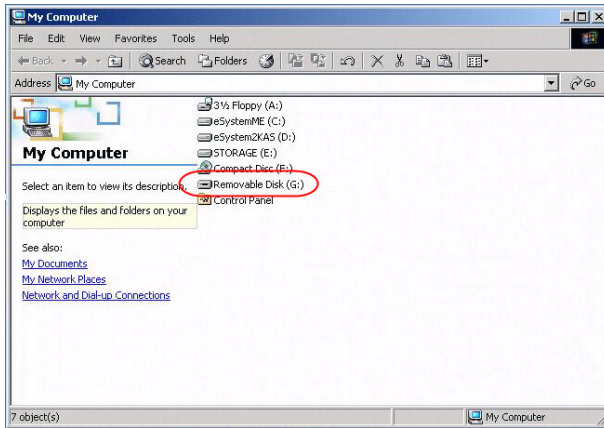 My Computer
File Edit View Favorites Tools Help
Back Search Folders
Address My Computer Go
3½ Floppy (A:)
eSystemME (C:)
eSystem2KAS (D:)
STORAGE (E:)
Compact Disc (F:)
Removable Disk (G:)
Control Panel
My Computer
Select an item to view its description.
Displays the files and folders on your
computer
See also:
My Documents
My Network Places
Network and Dial-up Connections
7 object(s) My Computer